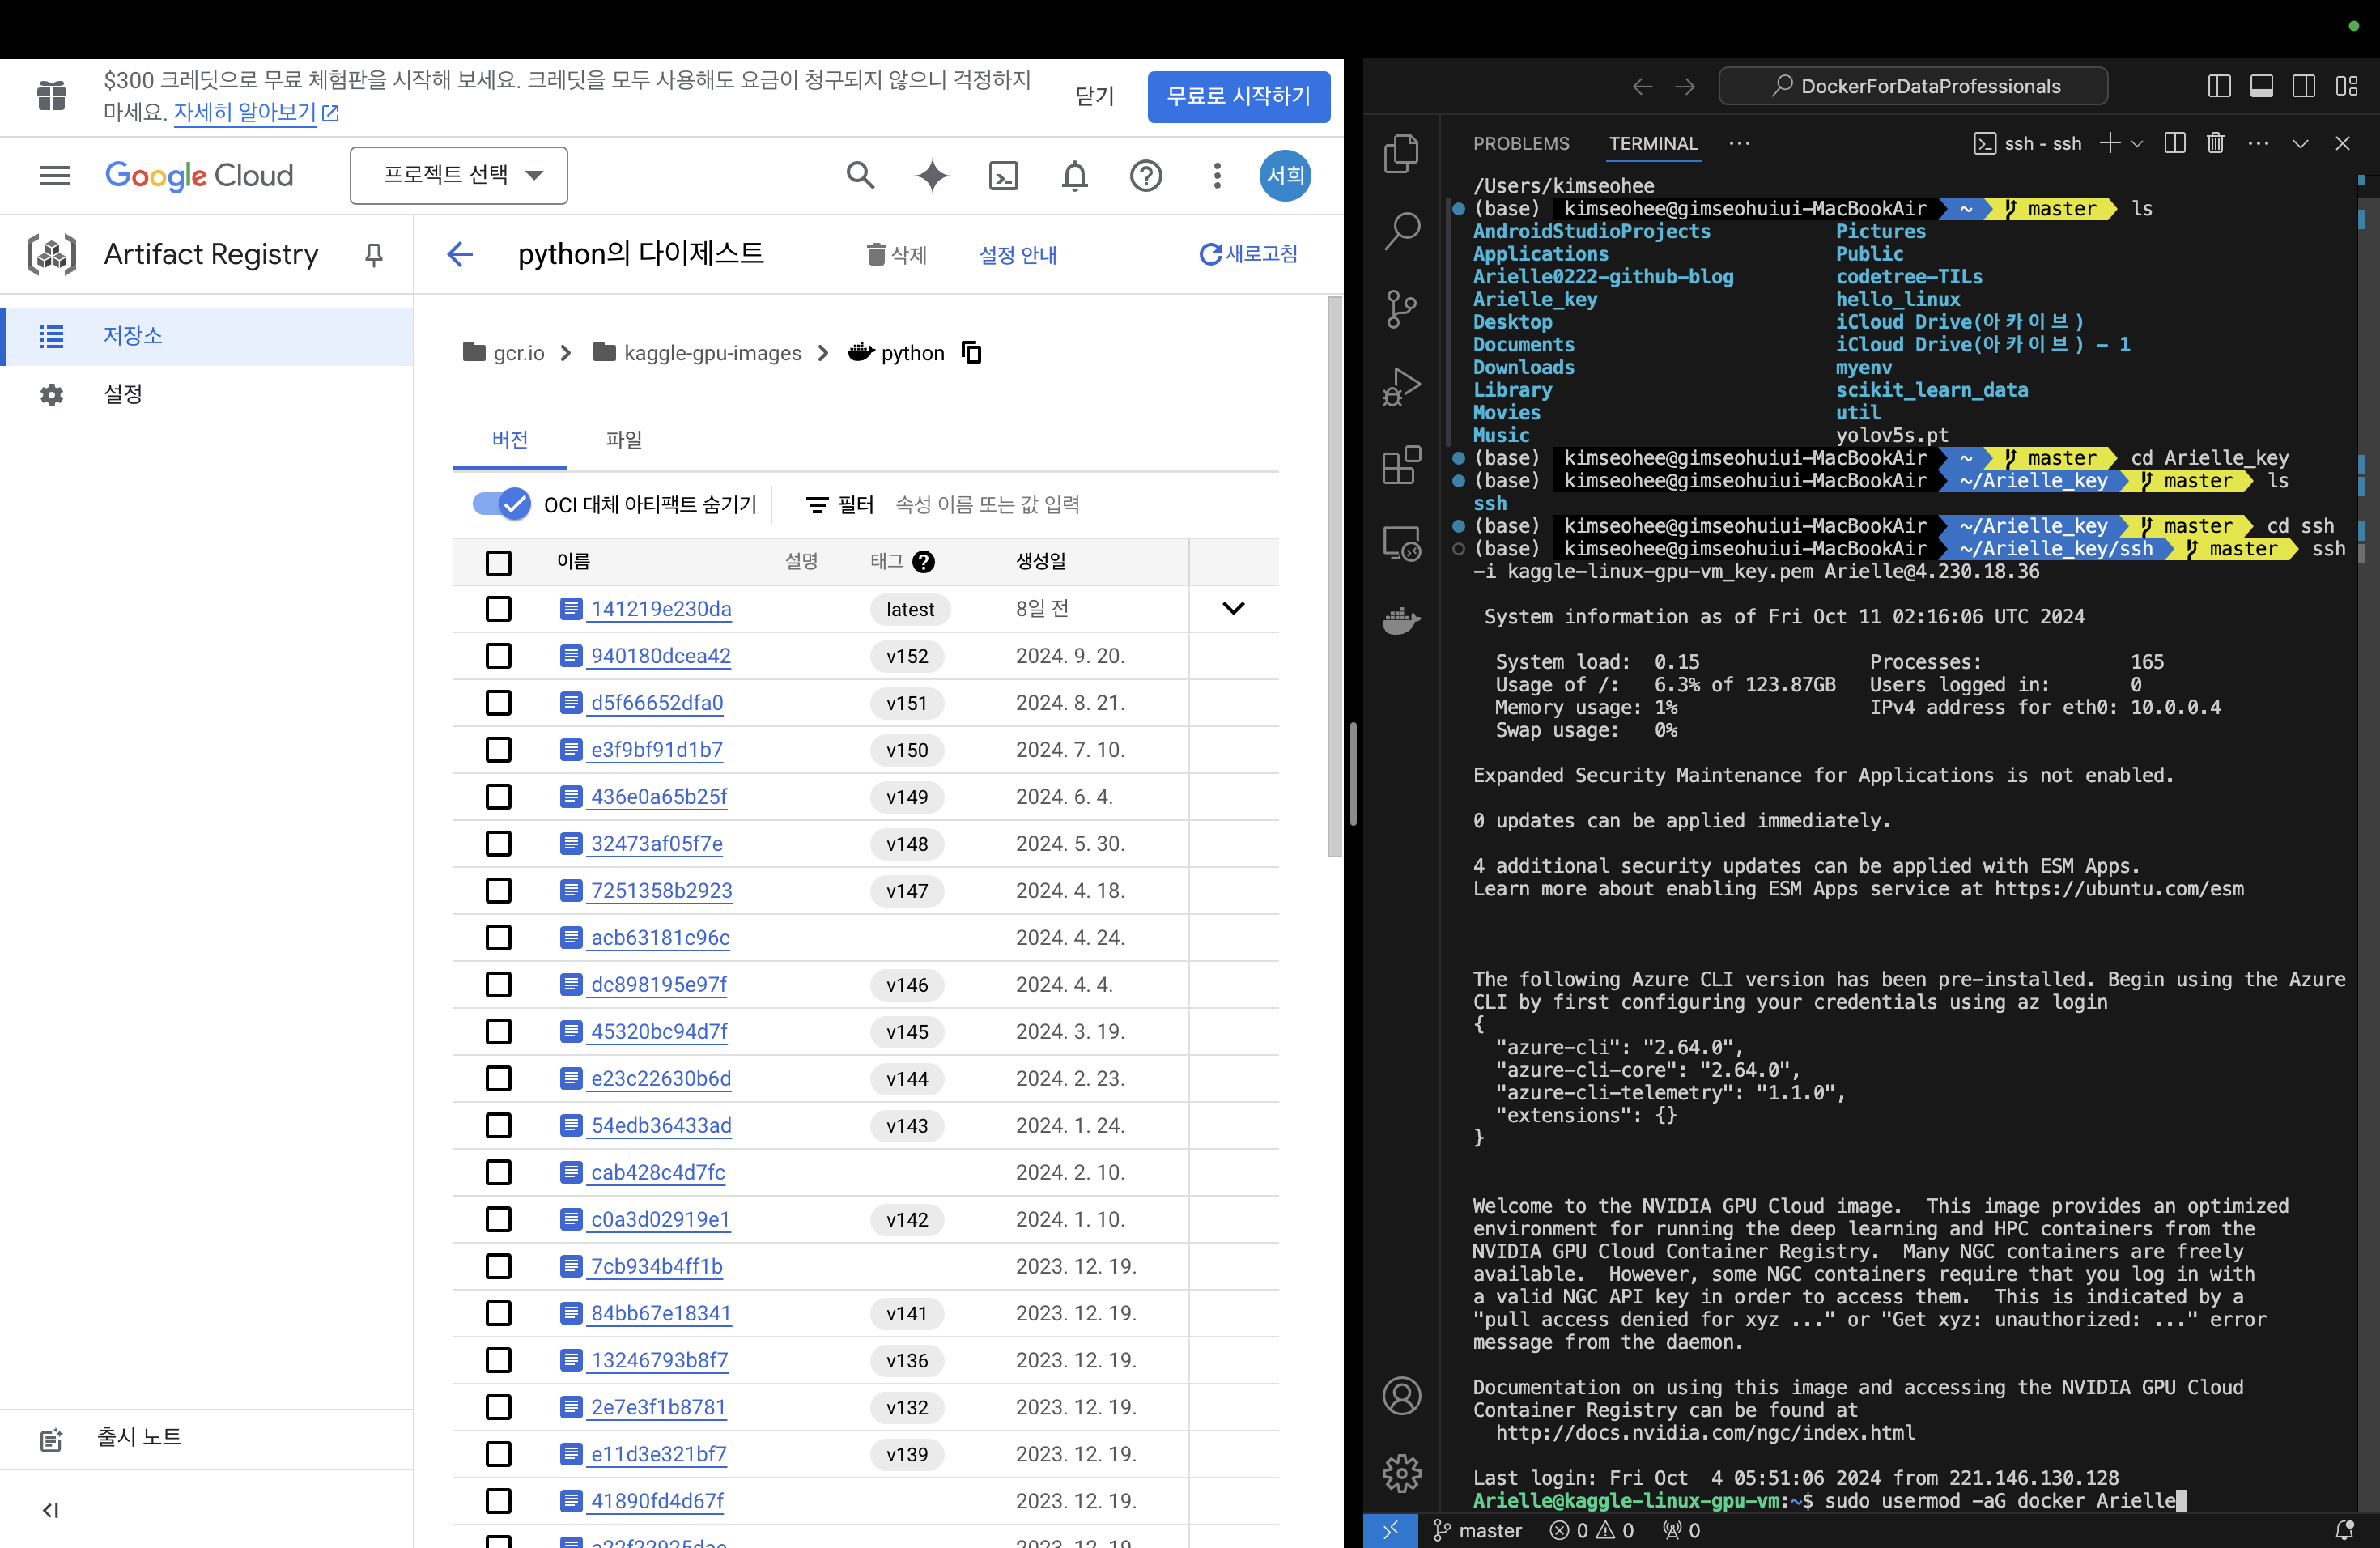 $300 크레딧으로 무료 체험판을 시작해 보세요. 크레딧을 모두 사용해도 요금이 청구되지 않으니 걱정하지
마세요. 자세히 알아보기
닫기
무료로 시작하기
Google Cloud
프로젝트 선택
서희
Artifact Registry
python의 다이제스트
삭제
설정 안내
새로고침
저장소
설정
gcr.io
kaggle-gpu-images
python
버전
파일
OCI 대체 아티팩트 숨기기
필터
속성 이름 또는 값 입력
이름 설명 태그 생성일
141219e230da latest 8일 전
940180dcea42 v152 2024. 9. 20.
d5f66652dfa0 v151 2024. 8. 21.
e3f9bf91d1b7 v150 2024. 7. 10.
436e0a65b25f v149 2024. 6. 4.
32473af05f7e v148 2024. 5. 30.
7251358b2923 v147 2024. 4. 18.
acb63181c96c 2024. 4. 24.
dc898195e97f v146 2024. 4. 4.
45320bc94d7f v145 2024. 3. 19.
e23c22630b6d v144 2024. 2. 23.
54edb36433ad v143 2024. 1. 24.
cab428c4d7fc 2024. 2. 10.
c0a3d02919e1 v142 2024. 1. 10.
7cb934b4ff1b 2023. 12. 19.
84bb67e18341 v141 2023. 12. 19.
13246793b8f7 v136 2023. 12. 19.
2e7e3f1b8781 v132 2023. 12. 19.
e11d3e321bf7 v139 2023. 12. 19.
41890fd4d67f 2023. 12. 19.
출시 노트
DockerForDataProfessionals
PROBLEMS TERMINAL ··· ssh - ssh
/Users/kimseohee
(base) kimseohee@gimseohuiui-MacBookAir ~ master ls
AndroidStudioProjects Pictures
Applications Public
Arielle0222-github-blog codetree-TILs
Arielle_key hello_linux
Desktop iCloud Drive(아카이브)
Documents iCloud Drive(아카이브) - 1
Downloads myenv
Library scikit_learn_data
Movies util
Music yolov5s.pt
(base) kimseohee@gimseohuiui-MacBookAir ~ master cd Arielle_key
(base) kimseohee@gimseohuiui-MacBookAir ~/Arielle_key master ls
ssh
(base) kimseohee@gimseohuiui-MacBookAir ~/Arielle_key master cd ssh
(base) kimseohee@gimseohuiui-MacBookAir ~/Arielle_key/ssh master ssh
-i kaggle-linux-gpu-vm_key.pem Arielle@4.230.18.36
System information as of Fri Oct 11 02:16:06 UTC 2024
System load: 0.15 Processes: 165
Usage of /: 6.3% of 123.87GB Users logged in: 0
Memory usage: 1% IPv4 address for eth0: 10.0.0.4
Swap usage: 0%
Expanded Security Maintenance for Applications is not enabled.
0 updates can be applied immediately.
4 additional security updates can be applied with ESM Apps.
Learn more about enabling ESM Apps service at https://ubuntu.com/esm
The following Azure CLI version has been pre-installed. Begin using the Azure
CLI by first configuring your credentials using az login
{
"azure-cli": "2.64.0",
"azure-cli-core": "2.64.0",
"azure-cli-telemetry": "1.1.0",
"extensions": {}
}
Welcome to the NVIDIA GPU Cloud image. This image provides an optimized
environment for running the deep learning and HPC containers from the
NVIDIA GPU Cloud Container Registry. Many NGC containers are freely
available. However, some NGC containers require that you log in with
a valid NGC API key in order to access them. This is indicated by a
"pull access denied for xyz ..." or "Get xyz: unauthorized: ..." error
message from the daemon.
Documentation on using this image and accessing the NVIDIA GPU Cloud
Container Registry can be found at
http://docs.nvidia.com/ngc/index.html
Last login: Fri Oct 4 05:51:06 2024 from 221.146.130.128
Arielle@kaggle-linux-gpu-vm:~$ sudo usermod -aG docker Arielle
master 0 0 0